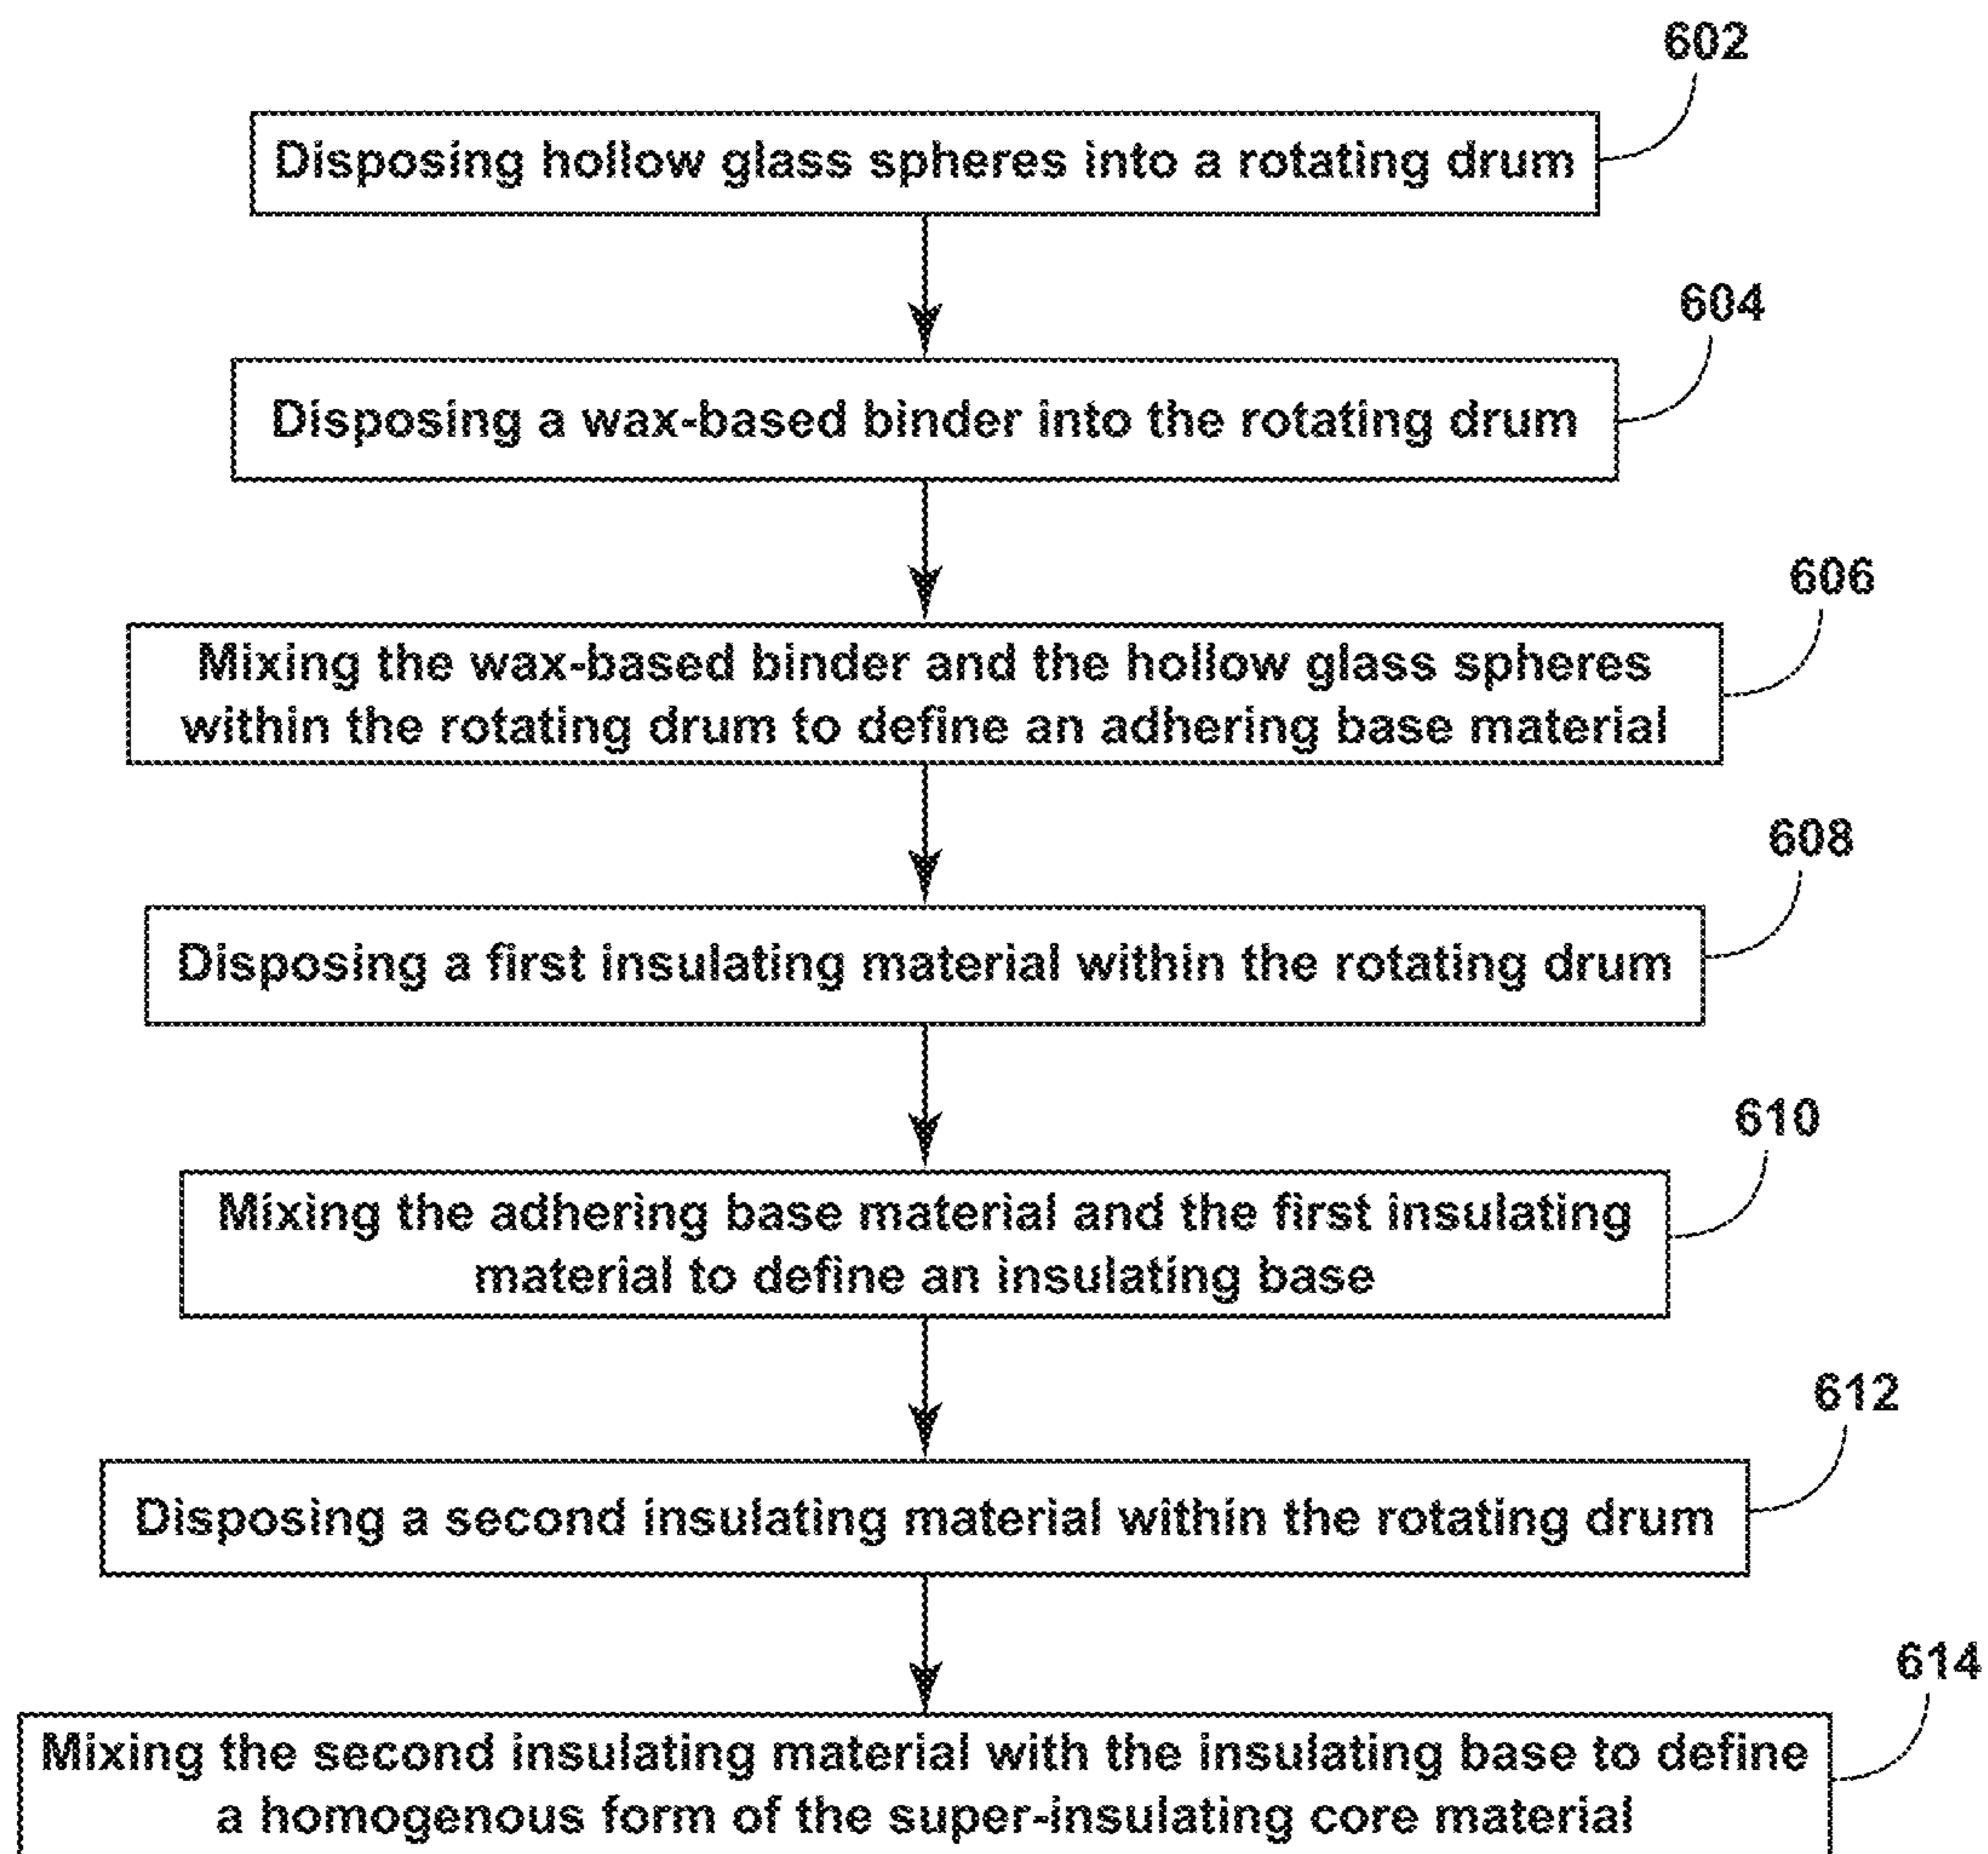 602
Disposing hollow glass spheres into a rotating drum
604
Disposing a wax-based binder into the rotating drum
606
Mixing the wax-based binder and the hollow glass spheres
within the rotating drum to define an adhering base material
608
Disposing a first insulating material within the rotating drum
610
Mixing the adhering base material and the first insulating
material to define an insulating base
612
Disposing a second insulating material within the rotating drum
614
Mixing the second insulating material with the insulating base to define
a homogenous form of the super-insulating core material